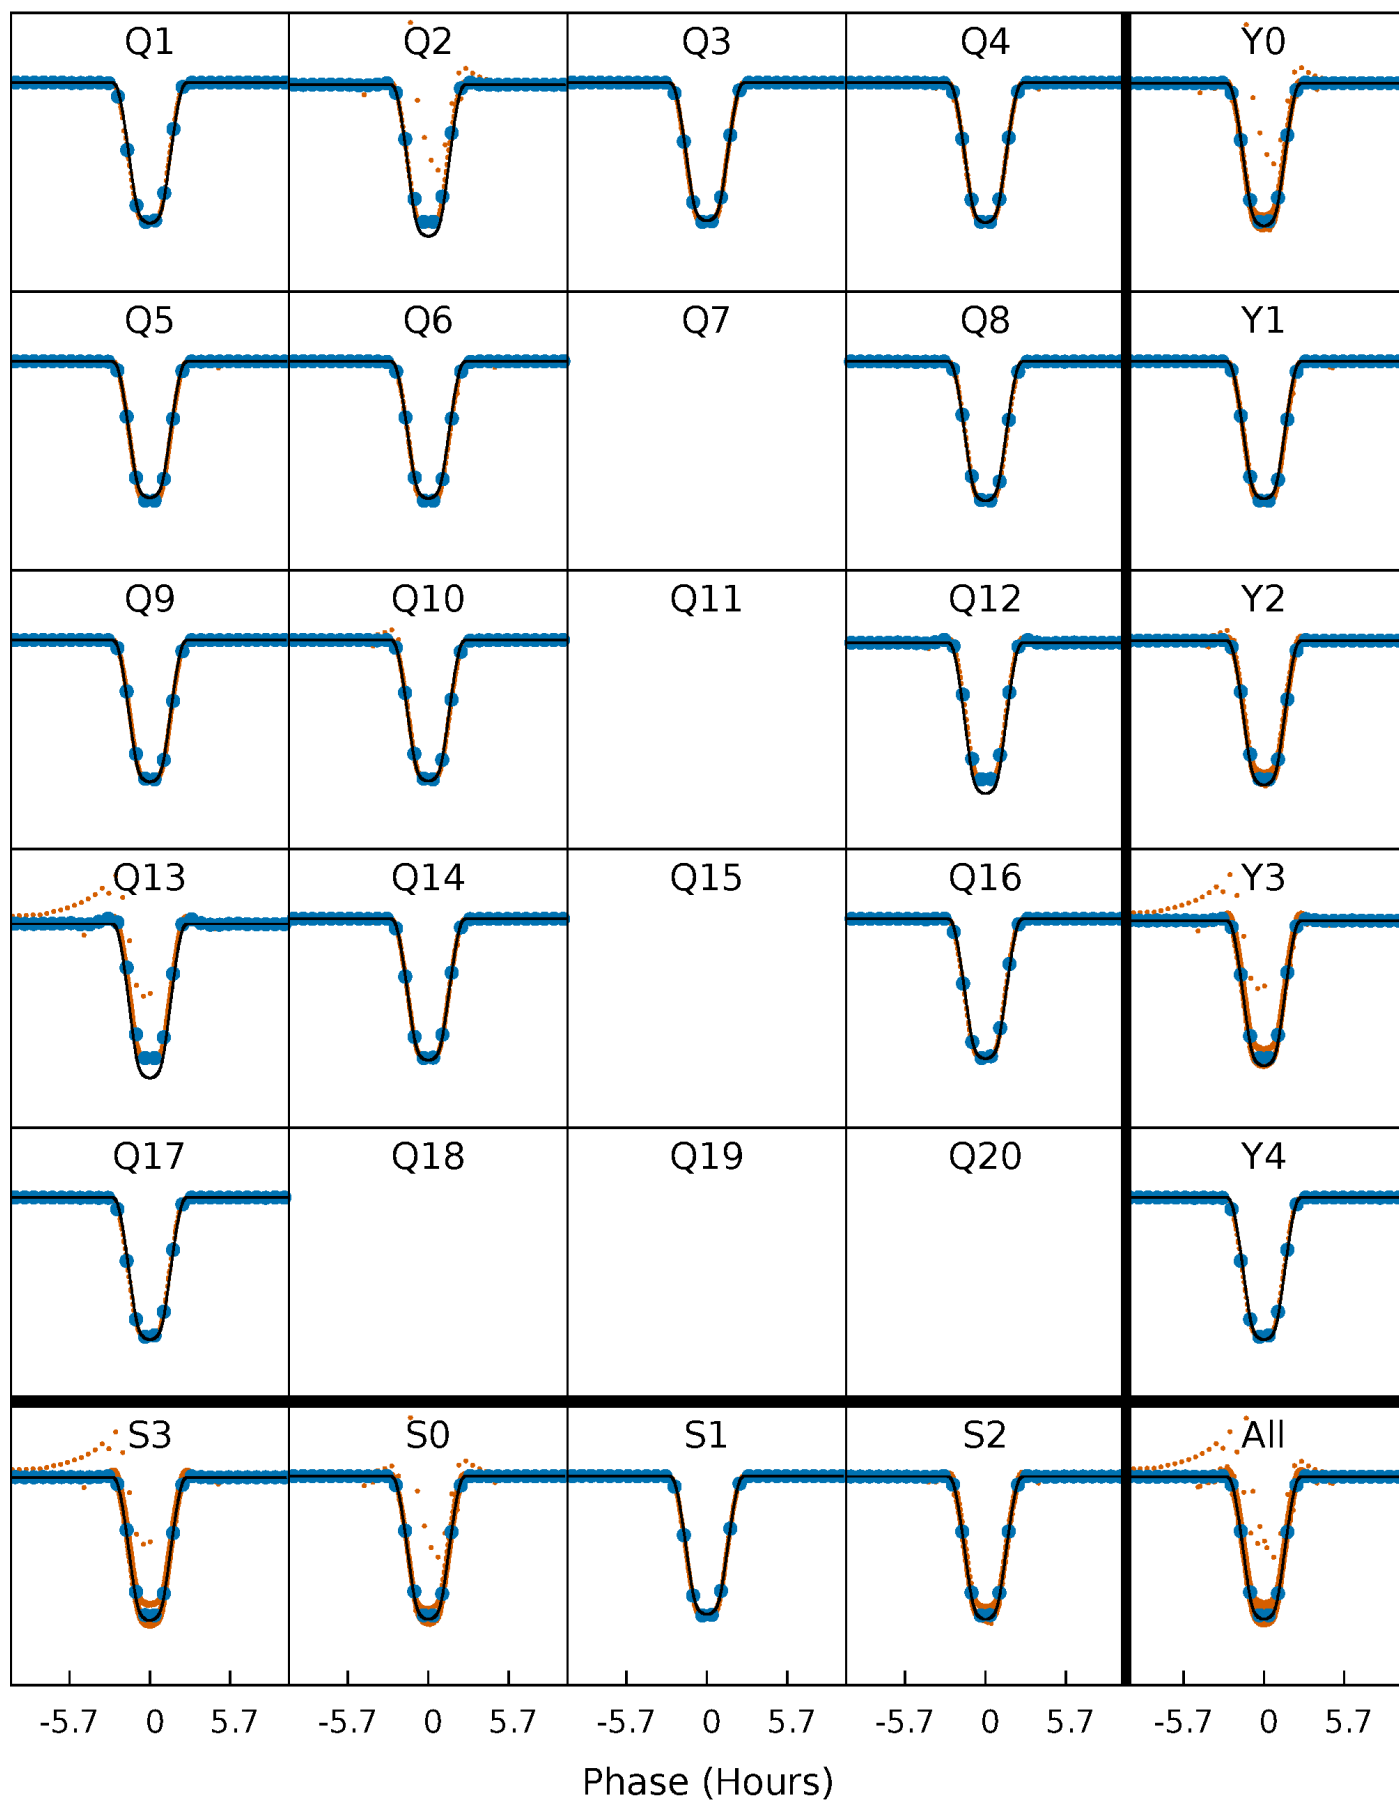 Q1 Q2 Q3 Q4 Y0
Q5 Q6 Q7 Q8 Y1
Q9 Q10 Q11 Q12 Y2
Q13 Q14 Q15 Q16 Y3
Q17 Q18 Q19 Q20 Y4
S3 S0 S1 S2 All
-5.7 0 5.7 -5.7 0 5.7 -5.7 0 5.7 -5.7 0 5.7 -5.7 0 5.7
Phase (Hours)